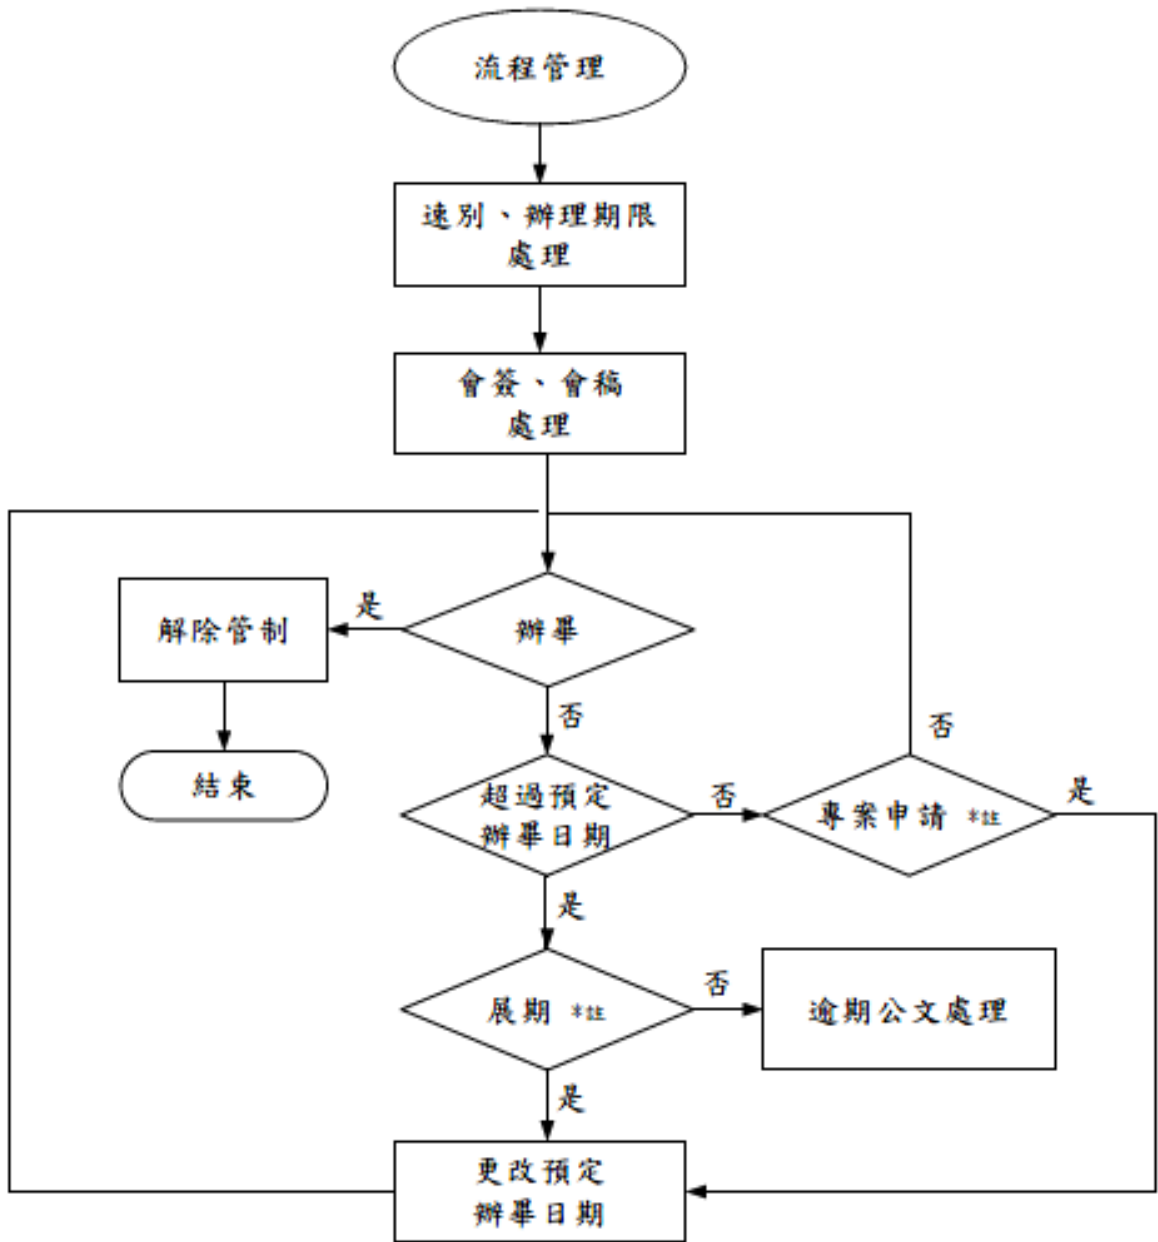 流程管理
速別、辦理期限
處理
會簽、會稿
處理
是
解除管制
辦畢
否
否
結束
超過預定
辦畢日期
否
專案申請 *註
是
是
展期 *註
否
逾期公文處理
是
更改預定
辦畢日期